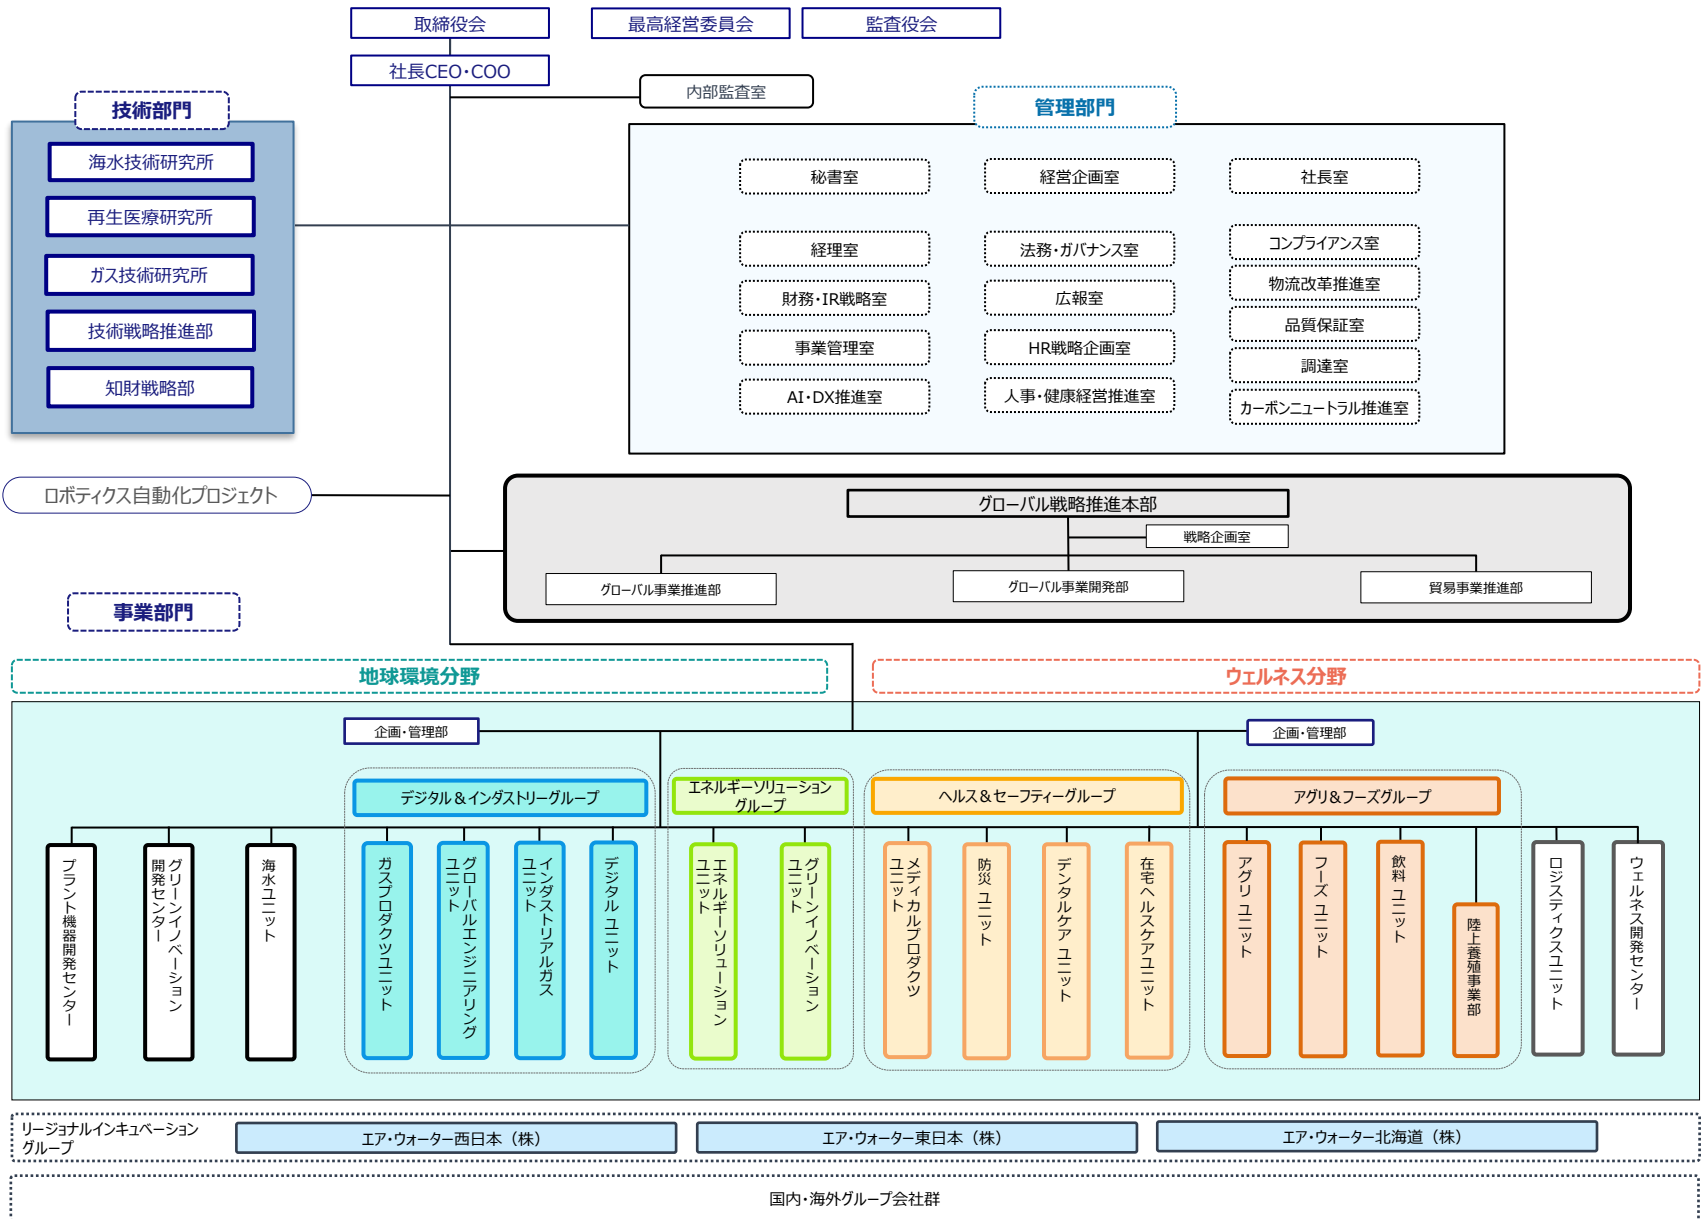 取締役会
最高経営委員会
監査役会
社長CEO・COO
内部監査室
技術部門
海水技術研究所
再生医療研究所
ガス技術研究所
技術戦略推進部
知財戦略部
管理部門
秘書室
経営企画室
社長室
経理室
法務・ガバナンス室
コンプライアンス室
財務・IR戦略室
広報室
物流改革推進室
事業管理室
HR戦略企画室
品質保証室
AI・DX推進室
人事・健康経営推進室
調達室
カーボンニュートラル推進室
ロボティクス自動化プロジェクト
グローバル戦略推進本部
戦略企画室
グローバル事業推進部
グローバル事業開発部
貿易事業推進部
事業部門
地球環境分野
ウェルネス分野
企画・管理部
企画・管理部
デジタル＆インダストリーグループ
エネルギーソリューション
グループ
ヘルス＆セーフティーグループ
アグリ&フーズグループ
プラント機器開発センター
グリーンイノベーション
開発センター
海水ユニット
ガスプロダクツユニット
グローバルエンジニアリング
ユニット
インダストリアルガス
ユニット
デジタル ユニット
エネルギーソリューション
ユニット
グリーンイノベーション
ユニット
メディカルプロダクツ
ユニット
防災 ユニット
デンタルケア ユニット
在宅ヘルスケアユニット
アグリ ユニット
フーズ ユニット
飲料 ユニット
陸上養殖事業部
ロジスティクスユニット
ウェルネス開発センター
リージョナルインキュベーション
グループ
エア・ウォーター西日本（株）
エア・ウォーター東日本（株）
エア・ウォーター北海道（株）
国内・海外グループ会社群